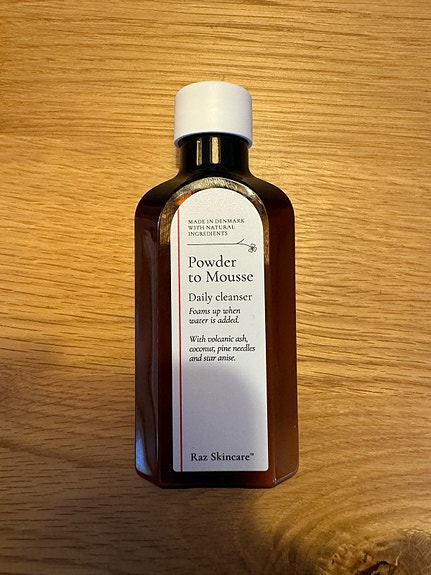 MADE IN DENMARK
WITH NATURAL
INGREDIENTS
Powder
to Mousse
Daily cleanser
Foams up when
water is added.
With volcanic ash,
coconut, pine needles
and star anise.
Raz Skincare™